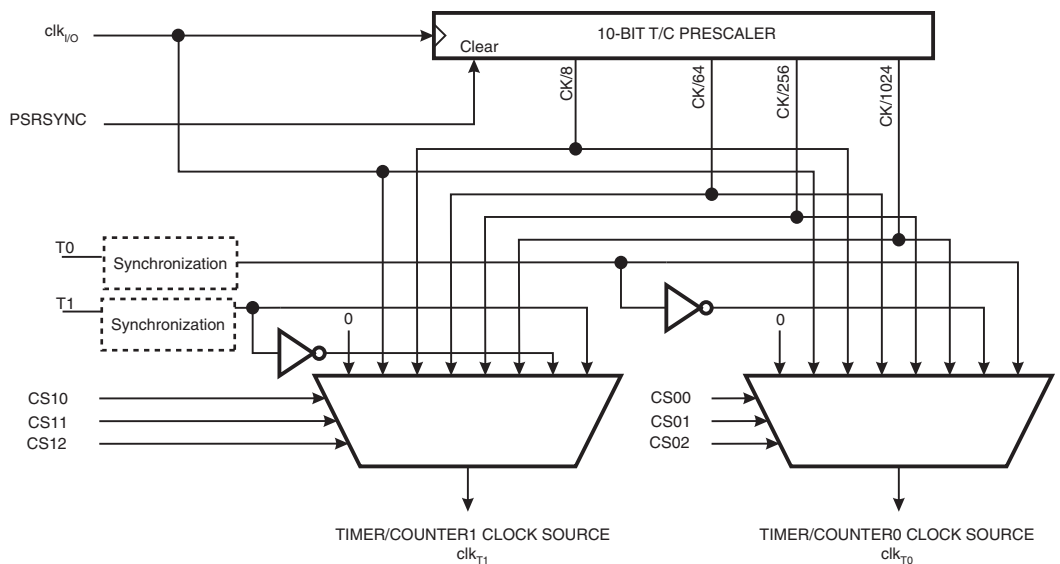 clkI/O
10-BIT T/C PRESCALER
Clear
PSRSYNC
CK/8
CK/64
CK/256
CK/1024
T0
Synchronization
T1
Synchronization
0
0
CS10
CS11
CS12
CS00
CS01
CS02
TIMER/COUNTER1 CLOCK SOURCE
clkT1
TIMER/COUNTER0 CLOCK SOURCE
clkT0